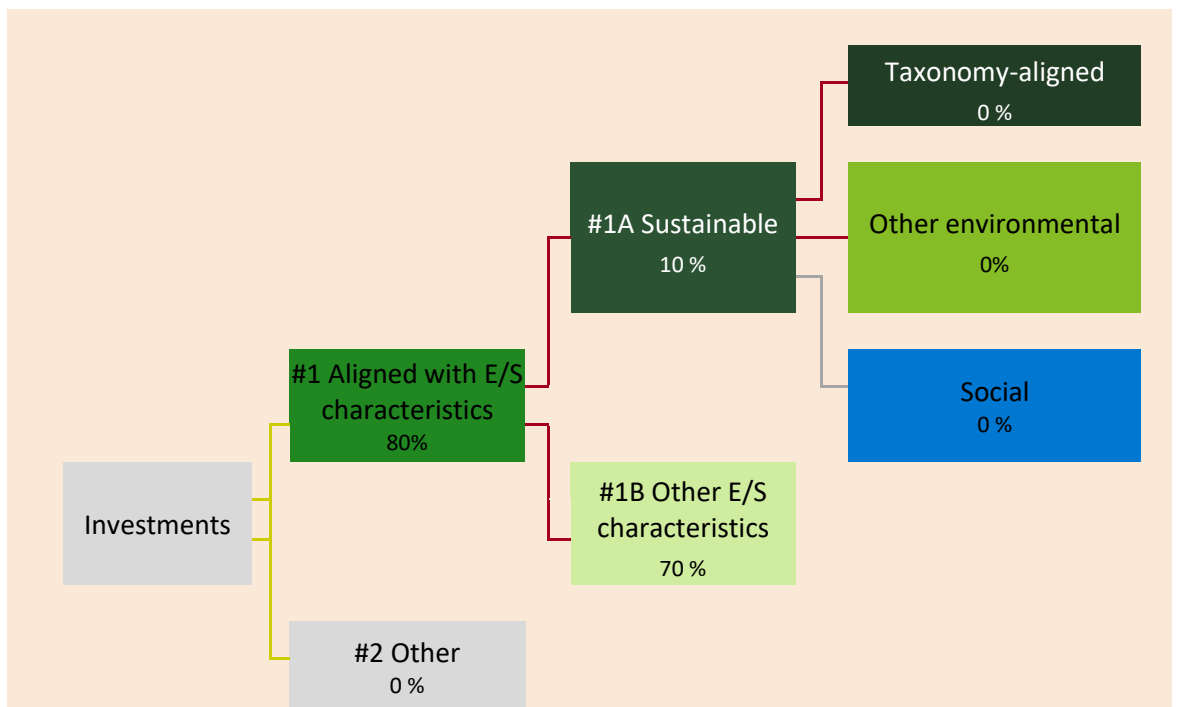 Taxonomy-aligned
0 %
#1A Sustainable
10 %
Other environmental
0%
#1 Aligned with E/S
characteristics
80%
Social
0 %
Investments
#1B Other E/S
characteristics
70 %
#2 Other
0 %